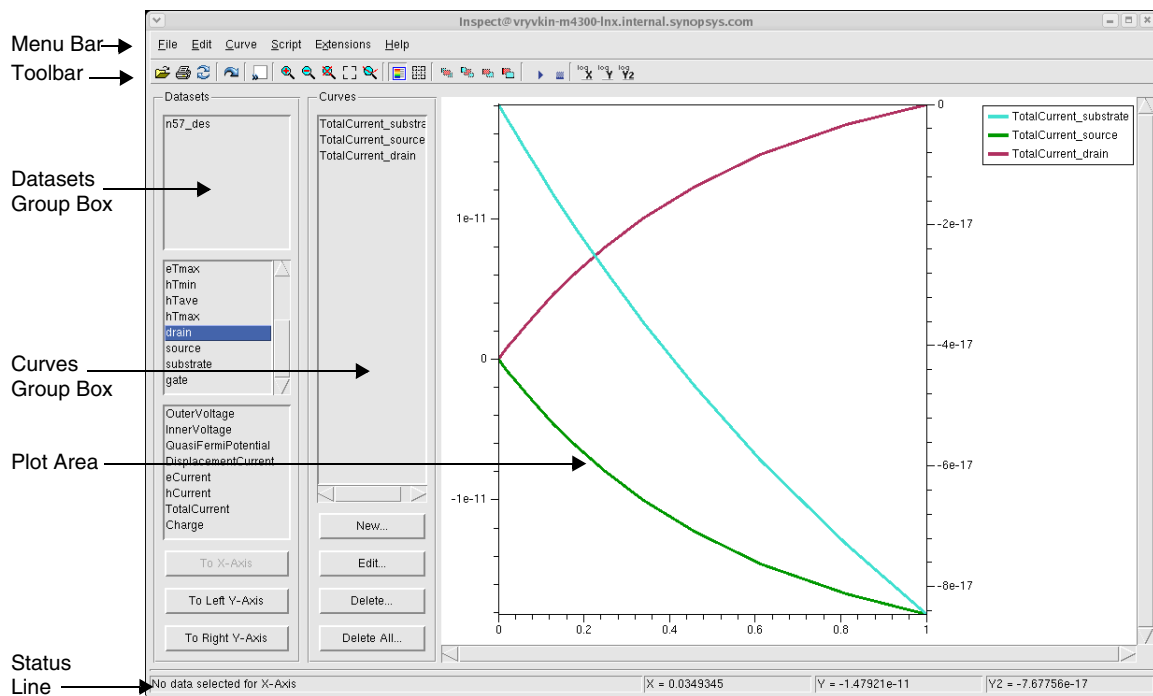 Inspect@vryvkin-m4300-lnx.internal.synopsys.com
Menu Bar
File Edit Curve Script Extensions Help
Toolbar
log X log Y log Y2
Datasets
n57_des
Datasets
Group Box
eTmax
hTmin
hTave
hTmax
drain
source
substrate
gate
Curves
Group Box
OuterVoltage
InnerVoltage
QuasiFermiPotential
DisplacementCurrent
eCurrent
hCurrent
TotalCurrent
Charge
Plot Area
To X-Axis
To Left Y-Axis
To Right Y-Axis
Curves
TotalCurrent_substra
TotalCurrent_source
TotalCurrent_drain
New...
Edit...
Delete...
Delete All...
1e-11
0
-1e-11
0
0.2
0.4
0.6
0.8
1
0
-2e-17
-4e-17
-6e-17
-8e-17
TotalCurrent_substrate
TotalCurrent_source
TotalCurrent_drain
Status
Line
No data selected for X-Axis
X = 0.0349345
Y = -1.47921e-11
Y2 = -7.67756e-17